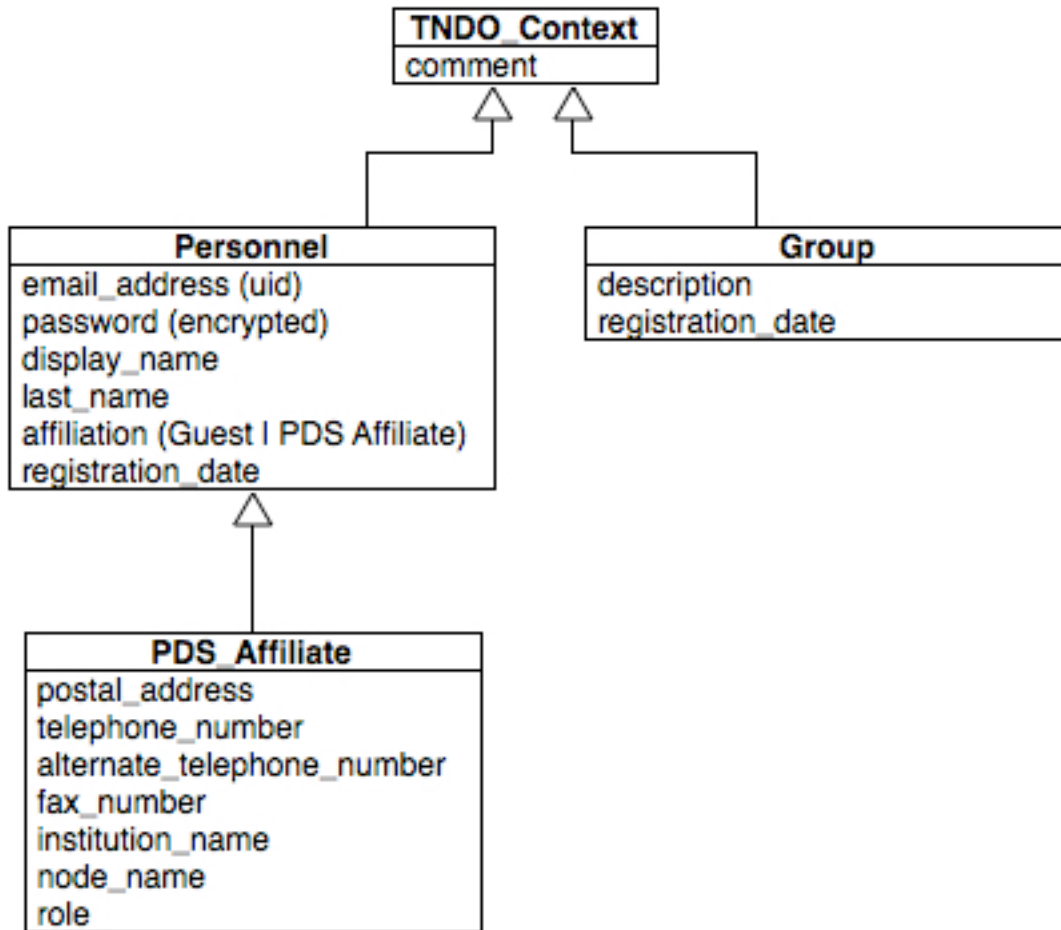 TNDO_Context
comment
Personnel
email_address (uid)
password (encrypted)
display_name
last_name
affiliation (Guest | PDS Affiliate)
registration_date
Group
description
registration_date
PDS_Affiliate
postal_address
telephone_number
alternate_telephone_number
fax_number
institution_name
node_name
role